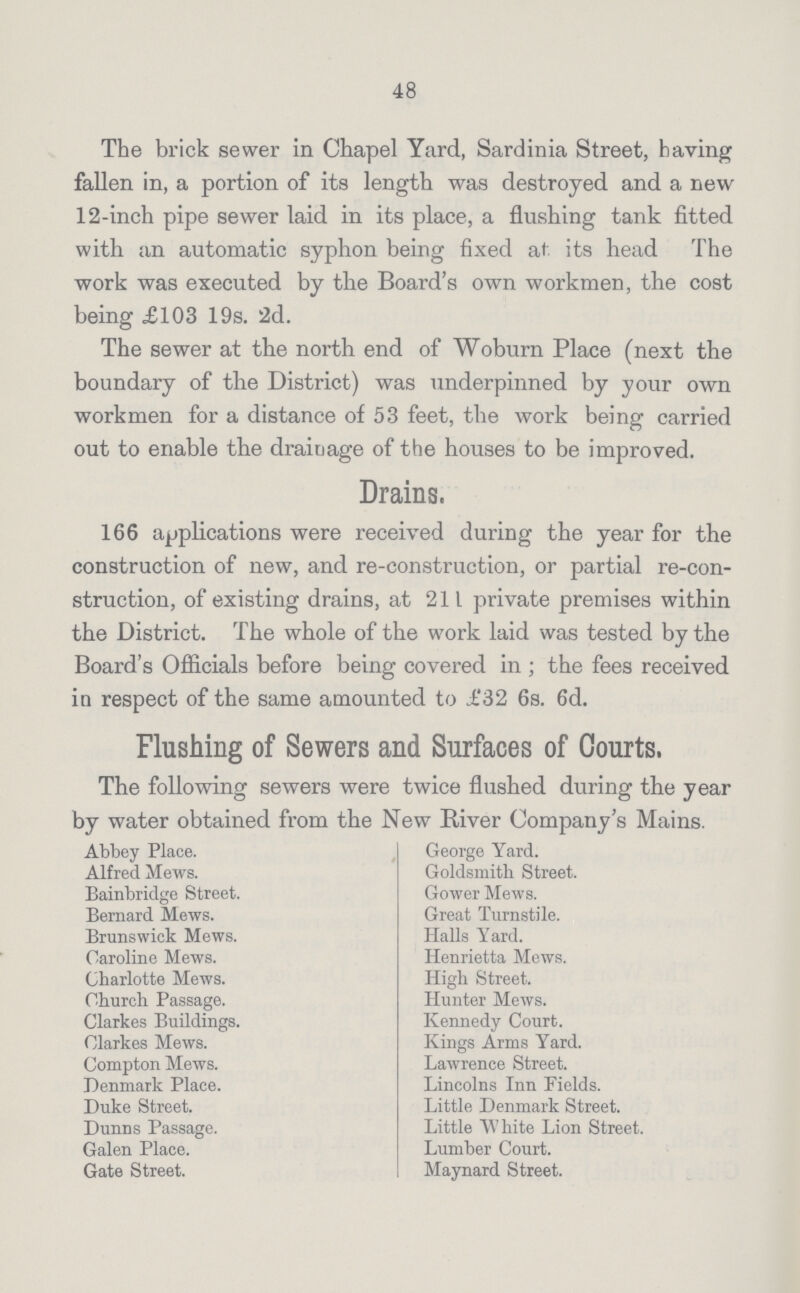 48
The brick sewer in Chapel Yard, Sardinia Street, having
fallen in, a portion of its length was destroyed and a new
12-inch pipe sewer laid in its place, a flushing tank fitted
with an automatic syphon being fixed at its head The
work was executed by the Board's own workmen, the cost
being £103 19s. 2d.
The sewer at the north end of Woburn Place (next the
boundary of the District) was underpinned by your own
workmen for a distance of 53 feet, the work being carried
out to enable the drainage of the houses to be improved.
Drains.
166 applications were received during the year for the
construction of new, and re-construction, or partial re-con-
struction, of existing drains, at 211 private premises within
the District. The whole of the work laid was tested by the
Board's Officials before being covered in ; the fees received
in respect of the same amounted to £32 6s. 6d.
Flushing of Sewers and Surfaces of Courts.
The following sewers were twice flushed during the year
by water obtained from the New River Company's Mains.
Abbey Place.
Alfred Mews.
Bainbridge Street.
Bernard Mews.
Brunswick Mews.
Caroline Mews.
Charlotte Mews.
Church Passage.
Clarkes Buildings.
Clarkes Mews.
Compton Mews.
Denmark Place.
Duke Street.
Dunns Passage.
Galen Place.
Gate Street.
George Yard.
Goldsmith Street.
Gower Mews.
Great Turnstile.
Halls Yard.
Henrietta Mews.
High Street.
Hunter Mews.
Kennedy Court.
Kings Arms Yard.
Lawrence Street.
Lincolns Inn Fields.
Little Denmark Street.
Little White Lion Street.
Lumber Court.
Maynard Street.